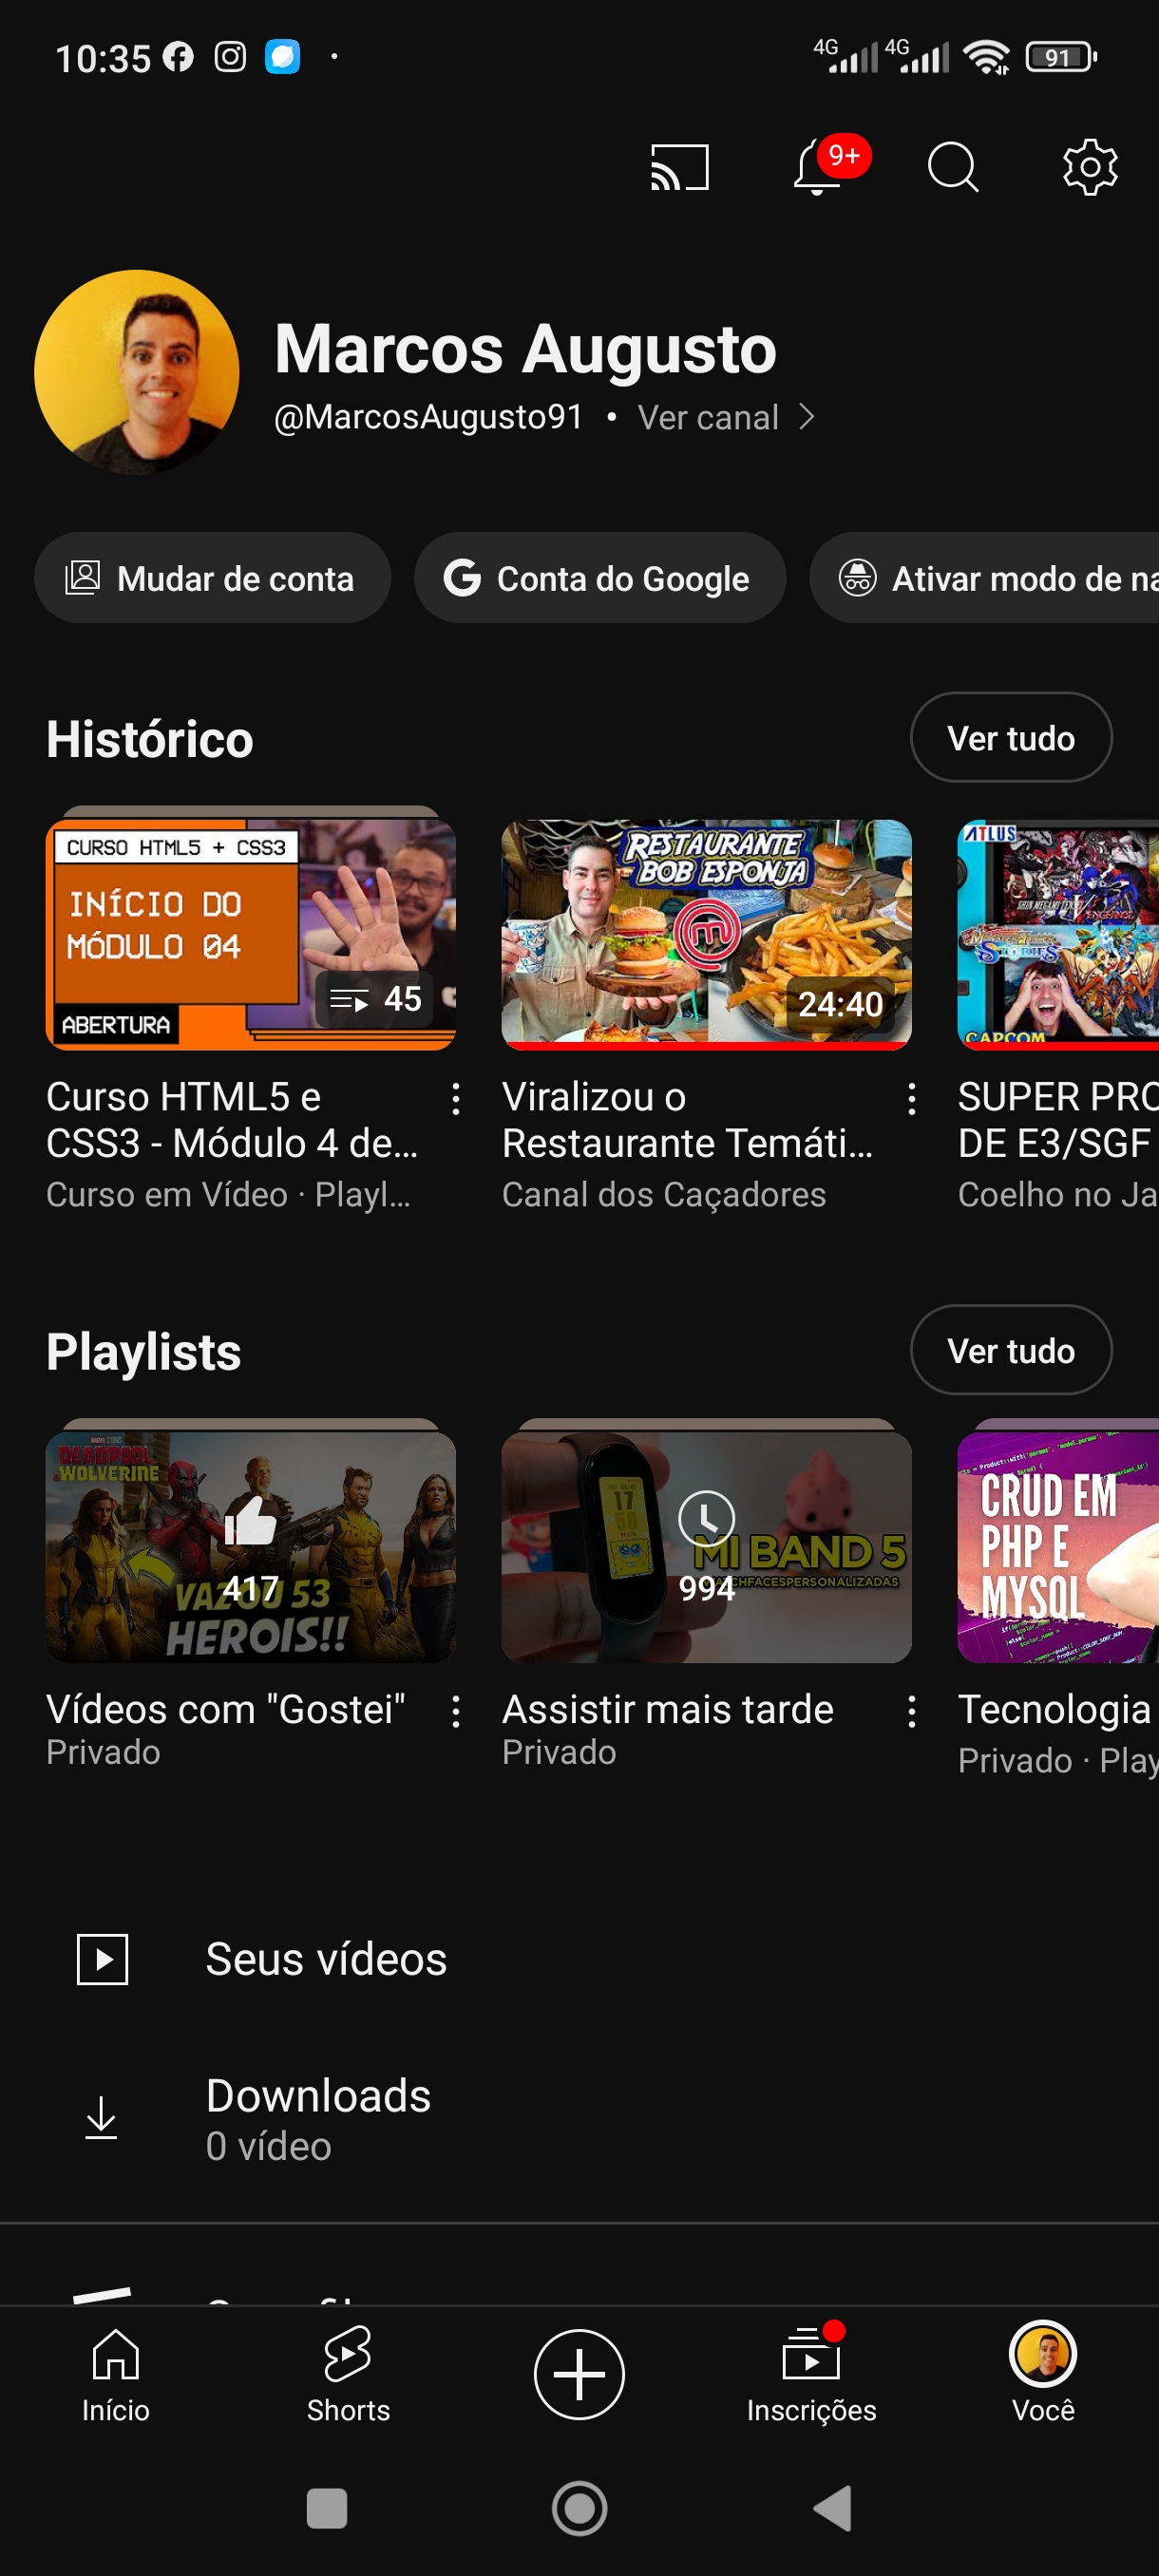 10:35
4G 4G 91
9+
Marcos Augusto
@MarcosAugusto91 • Ver canal
Mudar de conta
Conta do Google
Ativar modo de na
Histórico
Ver tudo
CURSO HTML5 + CSS3
INÍCIO DO
MÓDULO 04
ABERTURA
45
RESTAURANTE
BOB ESPONJA
24:40
ATLUS
CAPCOM
Curso HTML5 e
CSS3 - Módulo 4 de...
Curso em Vídeo · Playl...
Viralizou o
Restaurante Temáti...
Canal dos Caçadores
SUPER PRO
DE E3/SGF
Coelho no Ja
Playlists
Ver tudo
DEADPOOL
& WOLVERINE
417
VAZOU 53
HEROIS!!
17
50
994
MI BAND 5
WATCHFACESPERSONALIZADAS
CRUD EM
PHP E
MYSQL
Vídeos com "Gostei"
Privado
Assistir mais tarde
Privado
Tecnologia
Privado · Play
Seus vídeos
Downloads
0 vídeo
Início
Shorts
Inscrições
Você